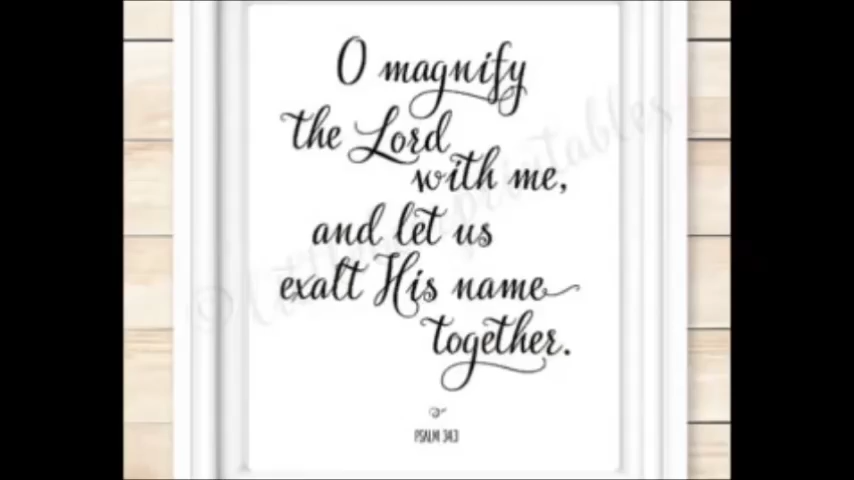 O magnify
the Lord
with me,
and let us
exalt His name
together.
PSALM 34:3